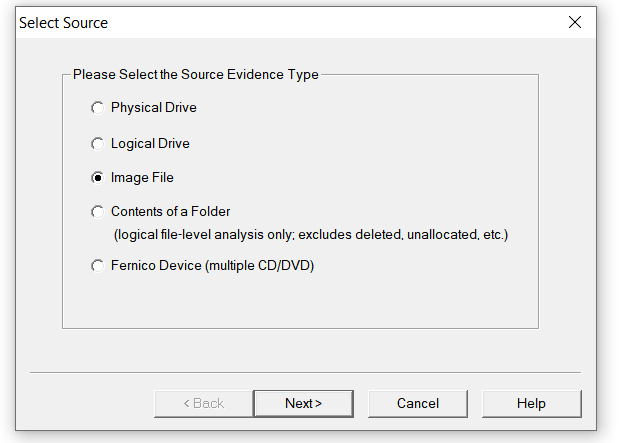 Select Source
Please Select the Source Evidence Type
Physical Drive
Logical Drive
Image File
Contents of a Folder
(logical file-level analysis only; excludes deleted, unallocated, etc.)
Fernico Device (multiple CD/DVD)
< Back
Next >
Cancel
Help